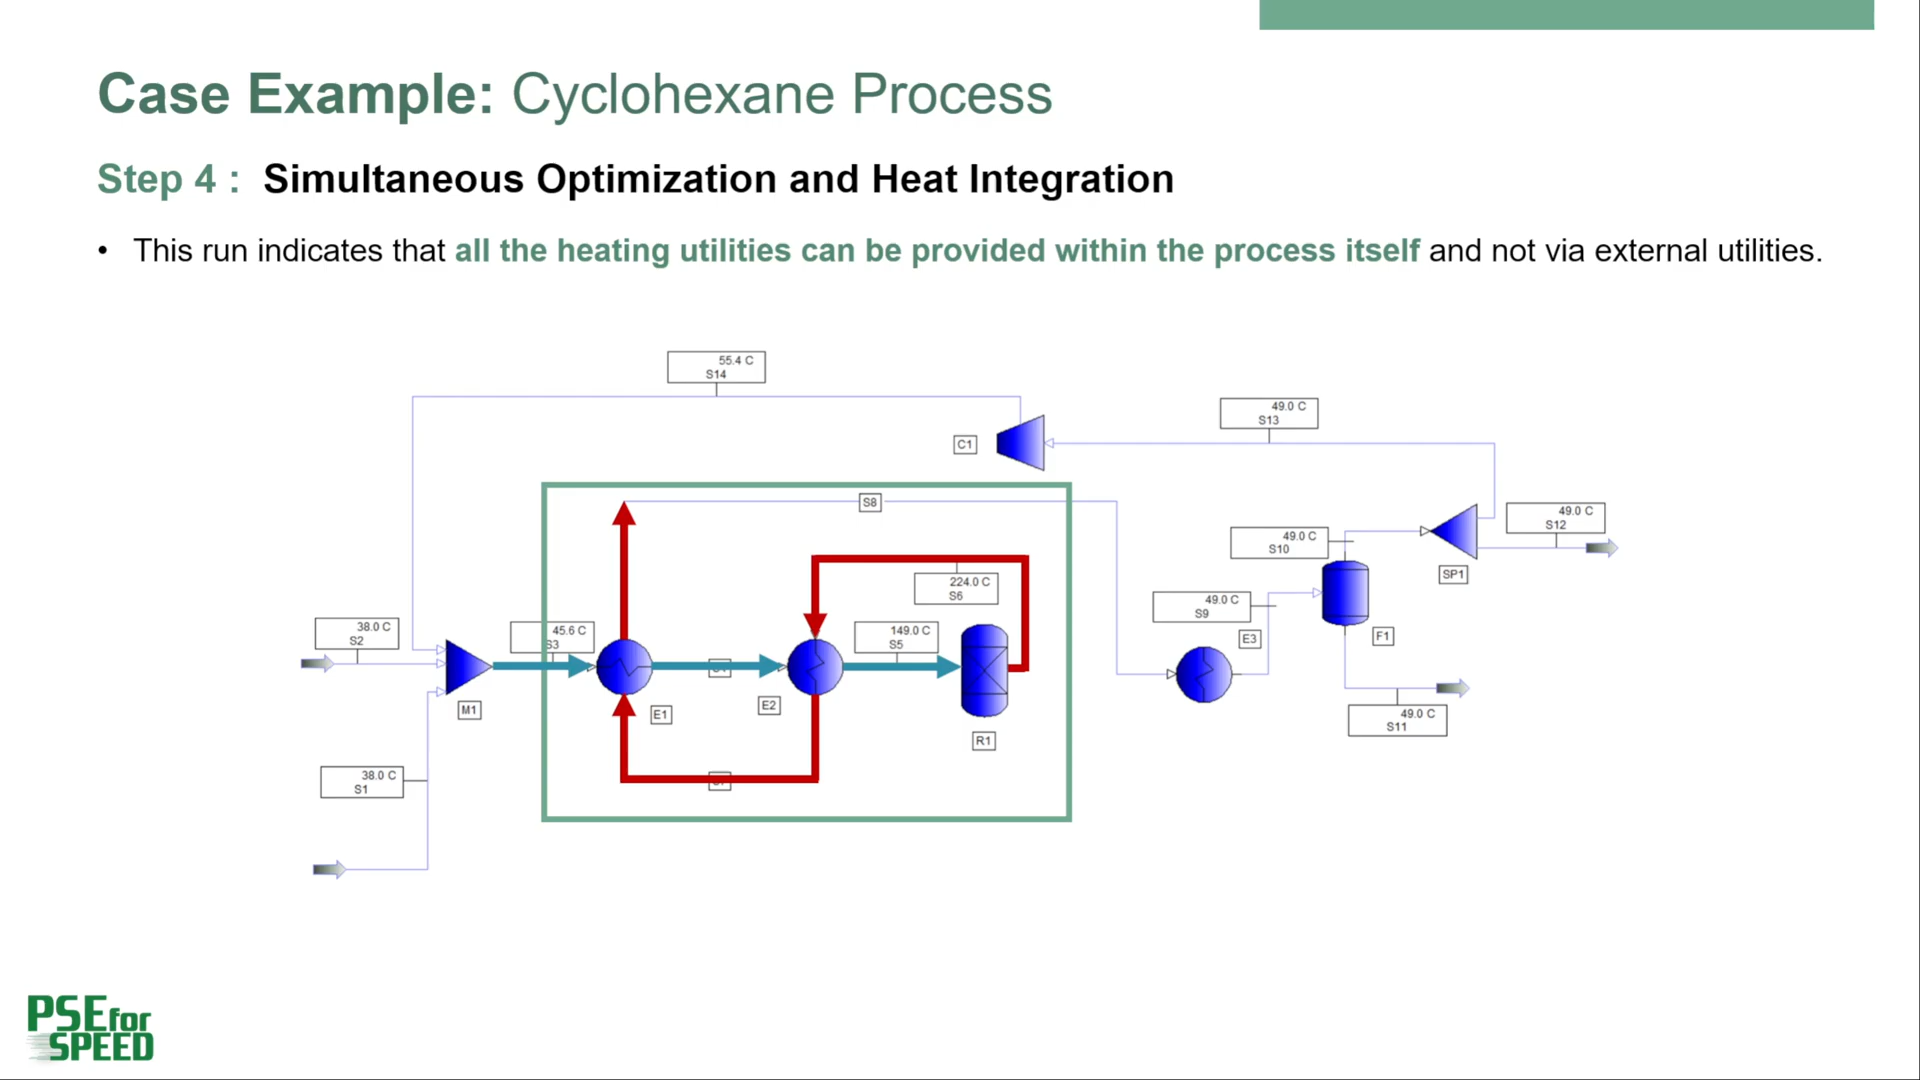 Case Example: Cyclohexane Process
Step 4 : Simultaneous Optimization and Heat Integration
• This run indicates that all the heating utilities can be provided within the process itself and not via external utilities.
55.4 C
S14
49.0 C
S13
C1
S8
49.0 C
S12
49.0 C
S10
SP1
224.0 C
S6
49.0 C
S9
38.0 C
S2
45.6 C
S3
149.0 C
S5
E3
F1
M1
E1
E2
49.0 C
S11
R1
38.0 C
S1
PSE for
SPEED